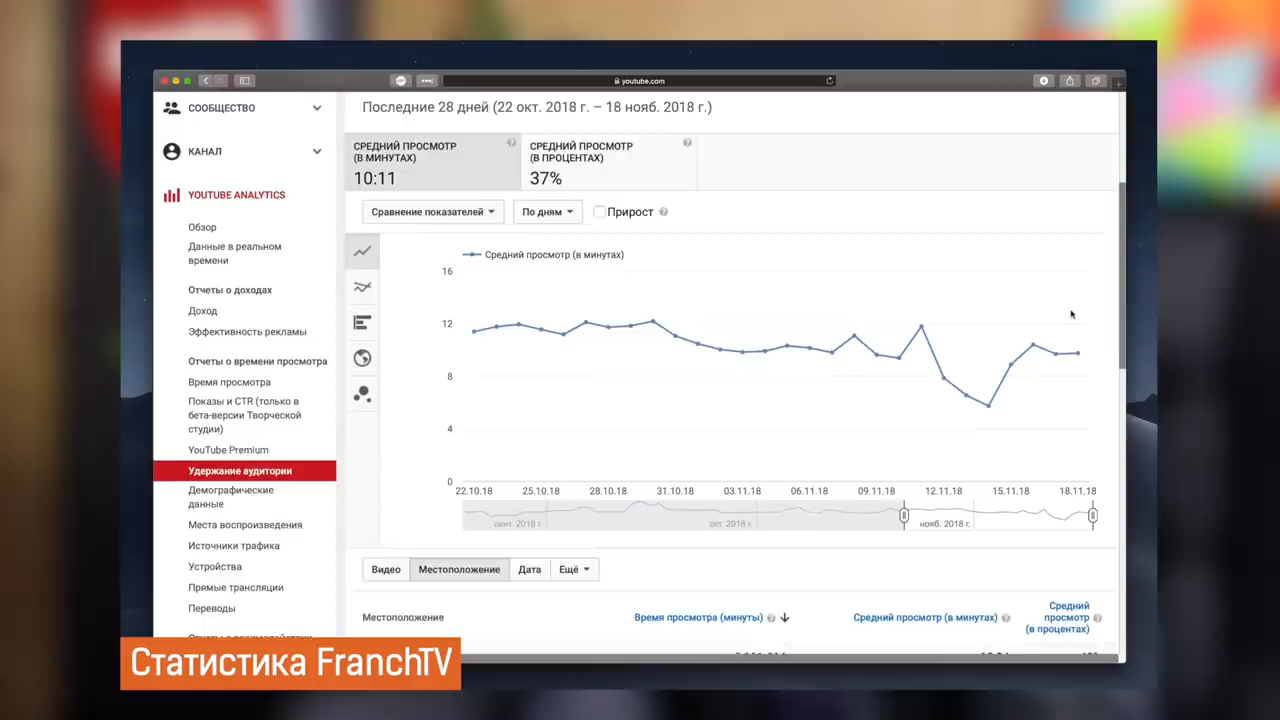 youtube.com
СООБЩЕСТВО
КАНАЛ
YOUTUBE ANALYTICS
Обзор
Данные в реальном
времени
Отчеты о доходах
Доход
Эффективность рекламы
Отчеты о времени просмотра
Время просмотра
Показы и CTR (только в
бета-версии Творческой
студии)
YouTube Premium
Удержание аудитории
Демографические
данные
Места воспроизведения
Источники трафика
Устройства
Прямые трансляции
Переводы
Последние 28 дней (22 окт. 2018 г. – 18 нояб. 2018 г.)
СРЕДНИЙ ПРОСМОТР
(В МИНУТАХ)
10:11
СРЕДНИЙ ПРОСМОТР
(В ПРОЦЕНТАХ)
37%
Сравнение показателей
По дням
Прирост
Средний просмотр (в минутах)
16
12
8
4
0
22.10.18 25.10.18 28.10.18 31.10.18 03.11.18 06.11.18 09.11.18 12.11.18 15.11.18 18.11.18
сент. 2018 г. окт. 2018 г. нояб. 2018 г.
Видео Местоположение Дата Ещё
Местоположение
Время просмотра (минуты)
Средний просмотр (в минутах)
Средний
просмотр
(в процентах)
Статистика FranchTV